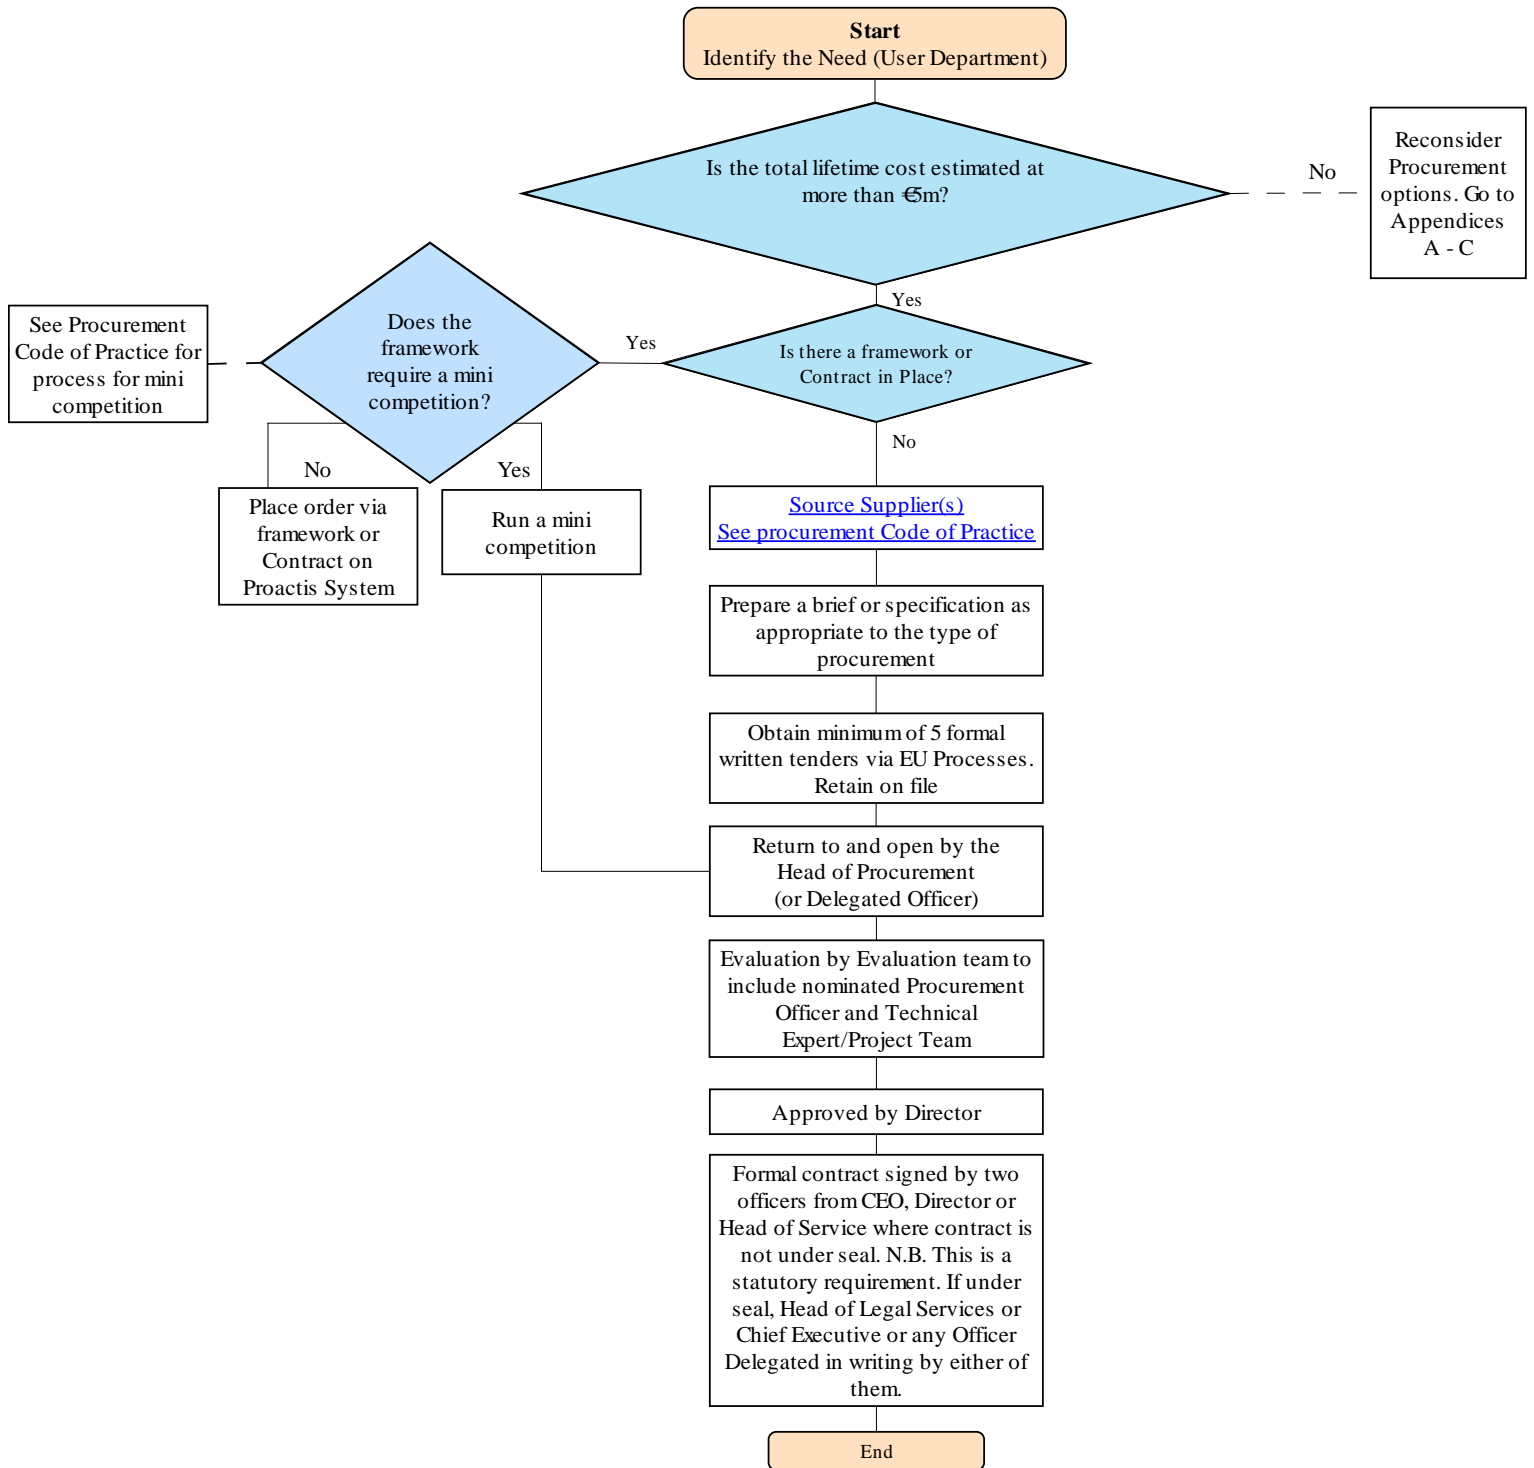 Start
Identify the Need (User Department)
Is the total lifetime cost estimated at
more than €5m?
No
Reconsider
Procurement
options. Go to
Appendices
A - C
Yes
Is there a framework or
Contract in Place?
Yes
Does the
framework
require a mini
competition?
See Procurement
Code of Practice for
process for mini
competition
No
Yes
No
Place order via
framework or
Contract on
Proactis System
Run a mini
competition
Source Supplier(s)
See procurement Code of Practice
Prepare a brief or specification as
appropriate to the type of
procurement
Obtain minimum of 5 formal
written tenders via EU Processes.
Retain on file
Return to and open by the
Head of Procurement
(or Delegated Officer)
Evaluation by Evaluation team to
include nominated Procurement
Officer and Technical
Expert/Project Team
Approved by Director
Formal contract signed by two
officers from CEO, Director or
Head of Service where contract is
not under seal. N.B. This is a
statutory requirement. If under
seal, Head of Legal Services or
Chief Executive or any Officer
Delegated in writing by either of
them.
End